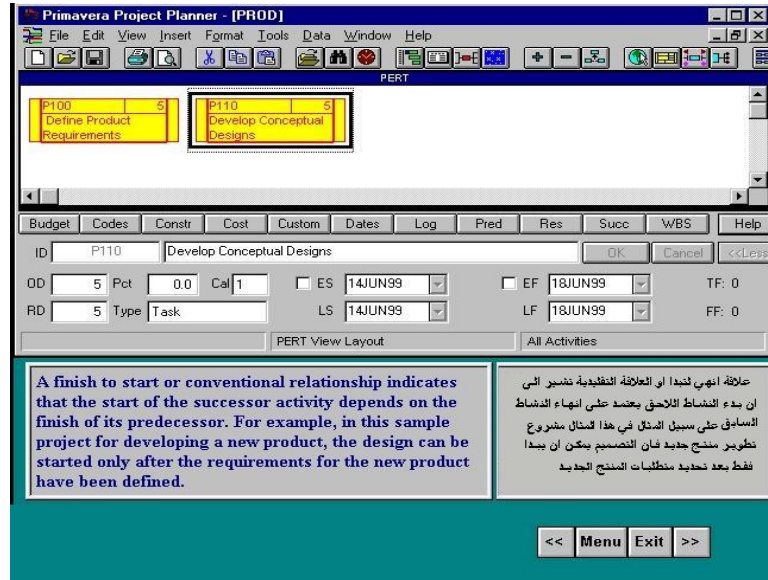 Primavera Project Planner - [PROD]
File Edit View Insert Format Tools Data Window Help
PERT
P100 5
Define Product
Requirements
P110 5
Develop Conceptual
Designs
Budget Codes Constr Cost Custom Dates Log Pred Res Succ WBS Help
ID P110 Develop Conceptual Designs OK Cancel <<Less
OD 5 Pct 0.0 Cal 1 ES 14JUN99 EF 18JUN99 TF: 0
RD 5 Type Task LS 14JUN99 LF 18JUN99 FF: 0
PERT View Layout All Activities
A finish to start or conventional relationship indicates
that the start of the successor activity depends on the
finish of its predecessor. For example, in this sample
project for developing a new product, the design can be
started only after the requirements for the new product
have been defined.
علاقة انهي لتبدا او العلاقة التقليدية تشير الى
ان بدء النشاط اللاحق يعتمد على انهاء النشاط
السابق على سبيل المثال في هذا المثال مشروع
تطوير منتج جديد فان التصميم يمكن ان يبدا
فقط بعد تحديد متطلبات المنتج الجديد
<< Menu Exit >>